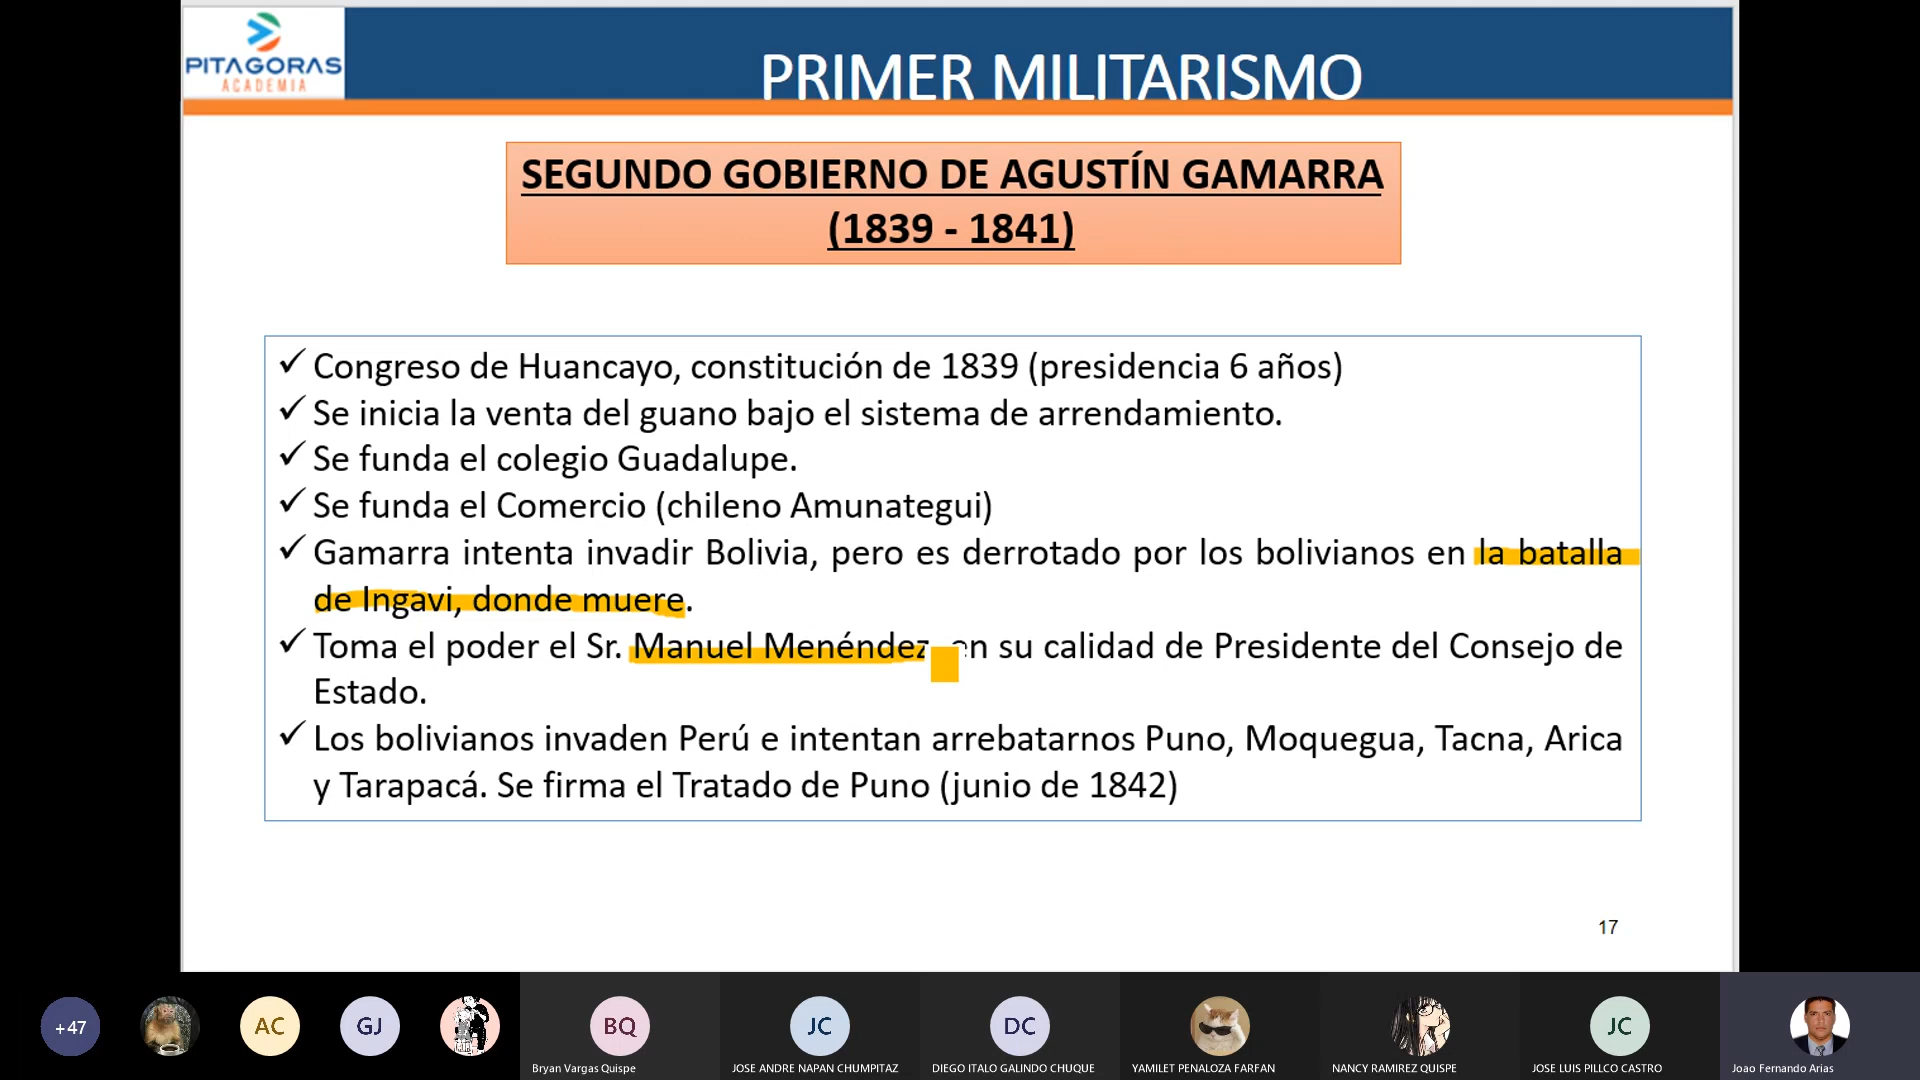 PITAGORAS
ACADEMIA
PRIMER MILITARISMO
SEGUNDO GOBIERNO DE AGUSTÍN GAMARRA
(1839 - 1841)
✓ Congreso de Huancayo, constitución de 1839 (presidencia 6 años)
✓ Se inicia la venta del guano bajo el sistema de arrendamiento.
✓ Se funda el colegio Guadalupe.
✓ Se funda el Comercio (chileno Amunategui)
✓ Gamarra intenta invadir Bolivia, pero es derrotado por los bolivianos en la batalla
de Ingavi, donde muere.
✓ Toma el poder el Sr. Manuel Menéndez en su calidad de Presidente del Consejo de
Estado.
✓ Los bolivianos invaden Perú e intentan arrebatarnos Puno, Moquegua, Tacna, Arica
y Tarapacá. Se firma el Tratado de Puno (junio de 1842)
17
+47
AC
GJ
BQ
JC
DC
JC
Bryan Vargas Quispe
JOSE ANDRE NAPAN CHUMPITAZ
DIEGO ITALO GALINDO CHUQUE
YAMILET PENALOZA FARFAN
NANCY RAMIREZ QUISPE
JOSE LUIS PILLCO CASTRO
Joao Fernando Arias